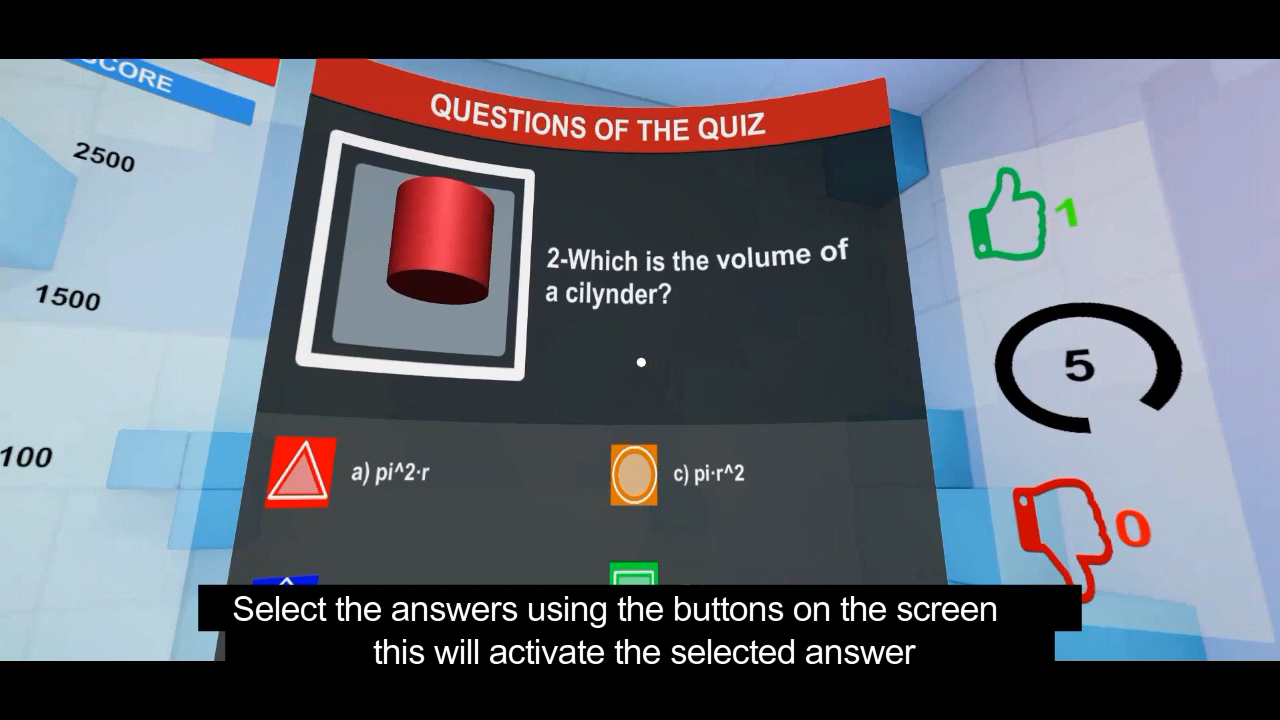 SCORE
2500
1500
100
QUESTIONS OF THE QUIZ
2-Which is the volume of
a cilynder?
a) pi^2·r
c) pi·r^2
1
5
0
Select the answers using the buttons on the screen
this will activate the selected answer